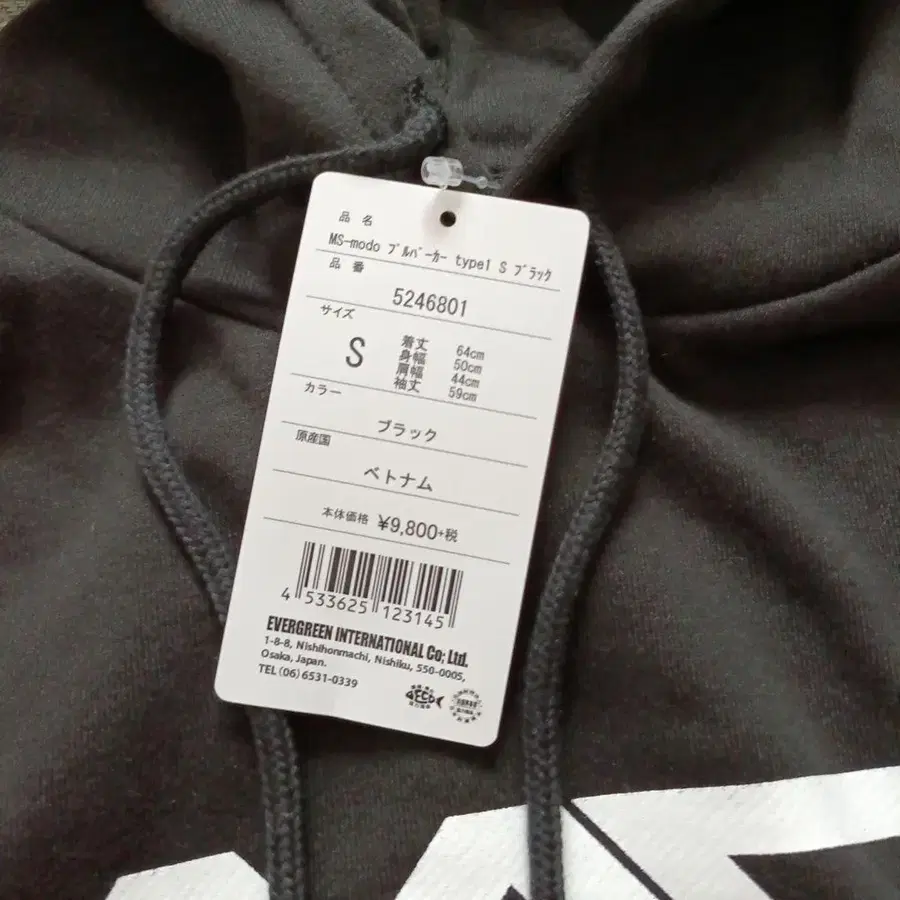 品 名
MS-modo プルパーカー type1 S ブラック
品 番
5246801
サイズ
S
着丈 64cm
身幅 50cm
肩幅 44cm
袖丈 59cm
カラー
ブラック
原産国
ベトナム
本体価格 ¥9,800+税
4 533625 123145
EVERGREEN INTERNATIONAL Co; Ltd.
1-8-8, Nishihonmachi, Nishiku, 550-0005,
Osaka, Japan.
TEL(06)6531-0339
ECO